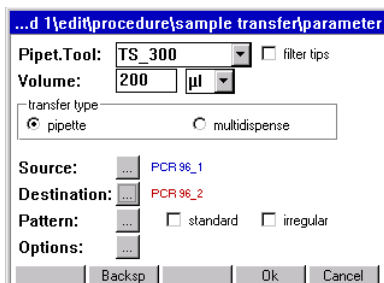 ...d 1\edit\procedure\sample transfer\parameter
Pipet.Tool: TS_300 filter tips
Volume: 200 µl
transfer type
pipette multidispense
Source: ... PCR 96_1
Destination: ... PCR 96_2
Pattern: ... standard irregular
Options: ...
Backsp Ok Cancel